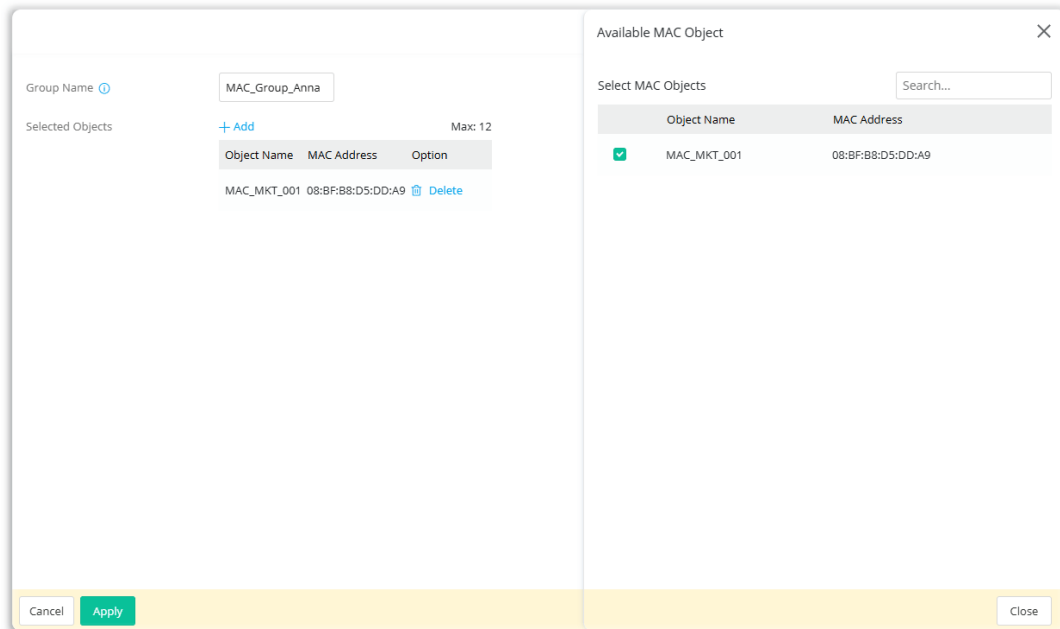 Group Name
MAC_Group_Anna
Selected Objects
+ Add
Max: 12
Object Name MAC Address Option
MAC_MKT_001 08:BF:B8:D5:DD:A9 Delete
Cancel
Apply
Available MAC Object
Select MAC Objects
Search...
Object Name MAC Address
MAC_MKT_001 08:BF:B8:D5:DD:A9
Close